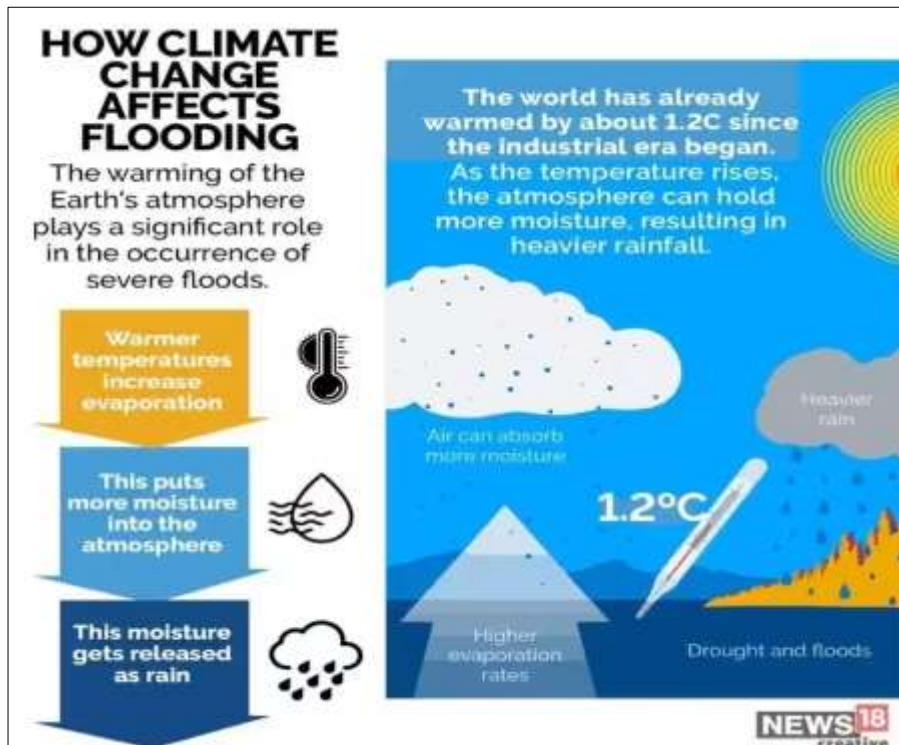 HOW CLIMATE
CHANGE
AFFECTS
FLOODING
The warming of the
Earth's atmosphere
plays a significant role
in the occurrence of
severe floods.
Warmer
temperatures
increase
evaporation
This puts
more moisture
into the
atmosphere
This moisture
gets released
as rain
The world has already
warmed by about 1.2C since
the industrial era began.
As the temperature rises,
the atmosphere can hold
more moisture, resulting in
heavier rainfall.
Air can absorb
more moisture
Heavier
rain
1.2°C
Higher
evaporation
rates
Drought and floods
NEWS 18
creative